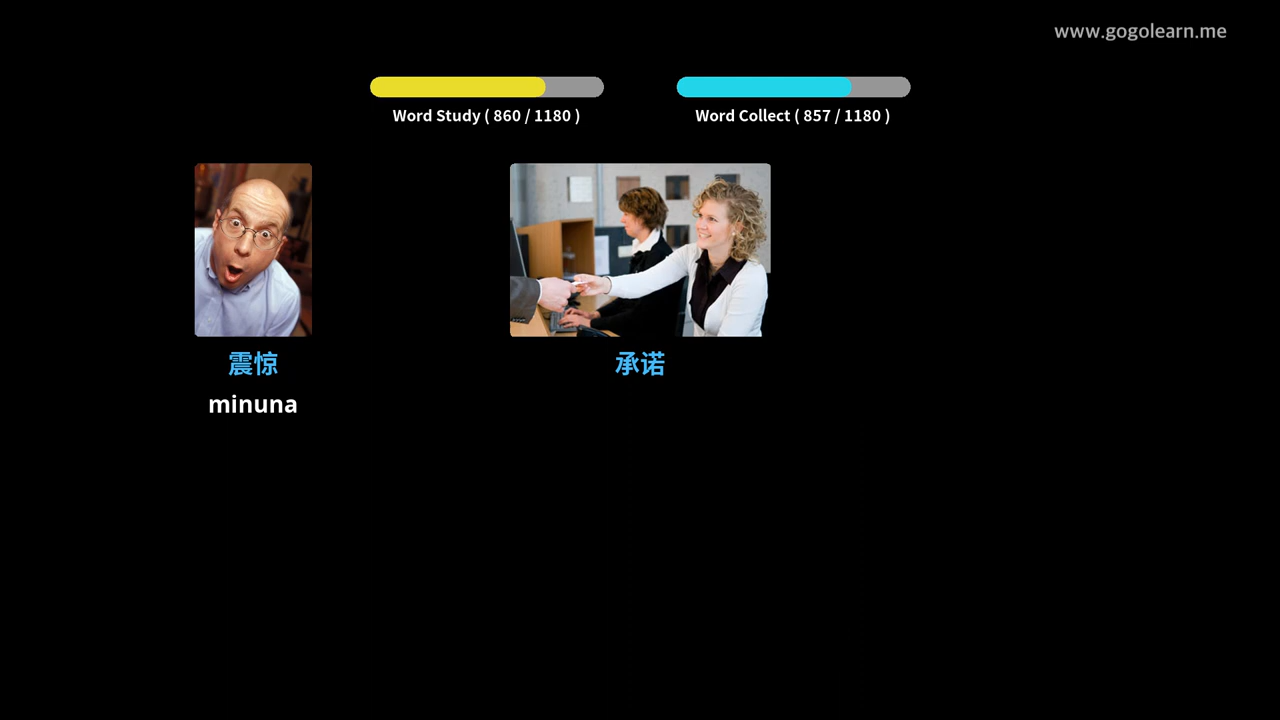 www.gogolearn.me
Word Study ( 860 / 1180 )
Word Collect ( 857 / 1180 )
震惊
承诺
minuna